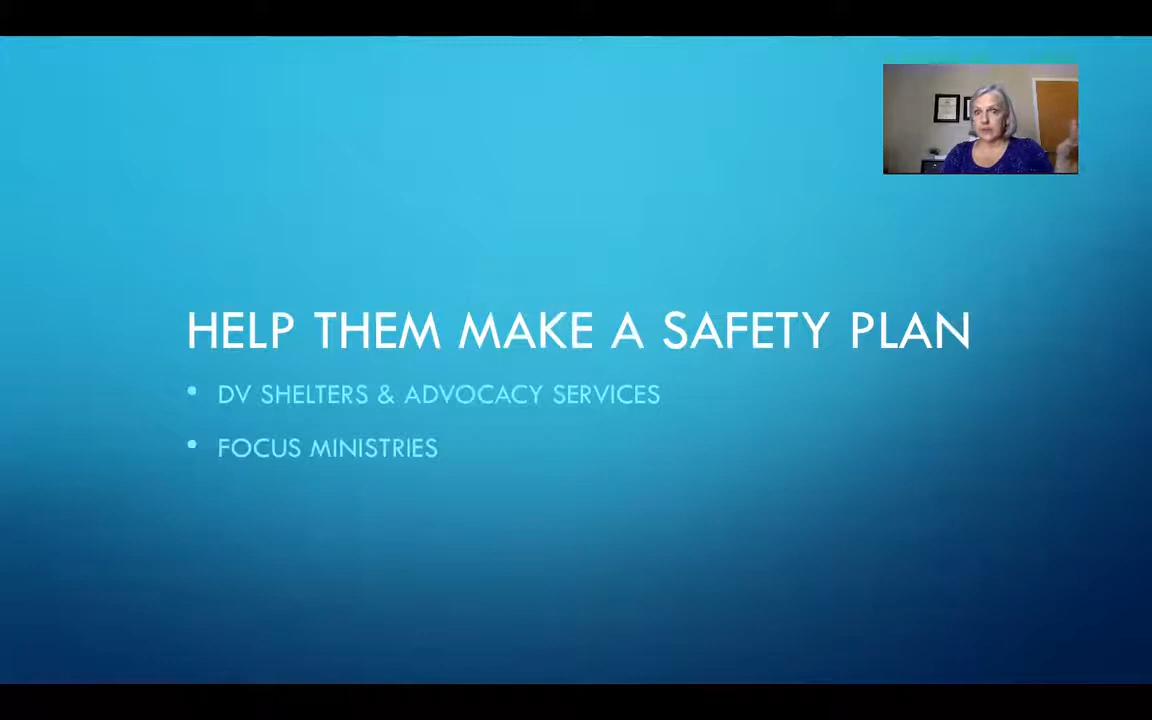 HELP THEM MAKE A SAFETY PLAN
• DV SHELTERS & ADVOCACY SERVICES
• FOCUS MINISTRIES